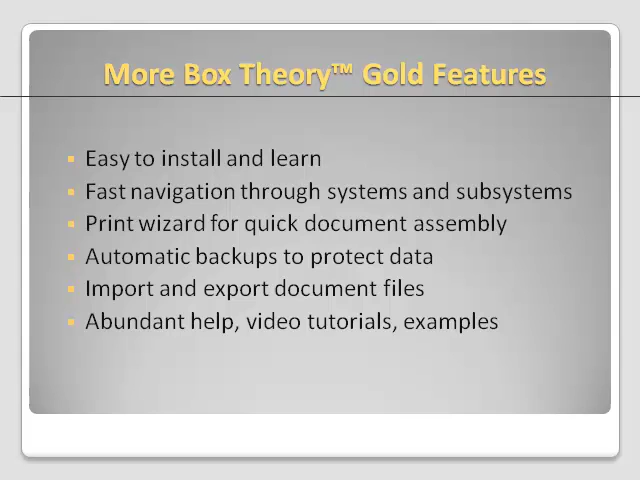 More Box Theory™ Gold Features
Easy to install and learn
Fast navigation through systems and subsystems
Print wizard for quick document assembly
Automatic backups to protect data
Import and export document files
Abundant help, video tutorials, examples